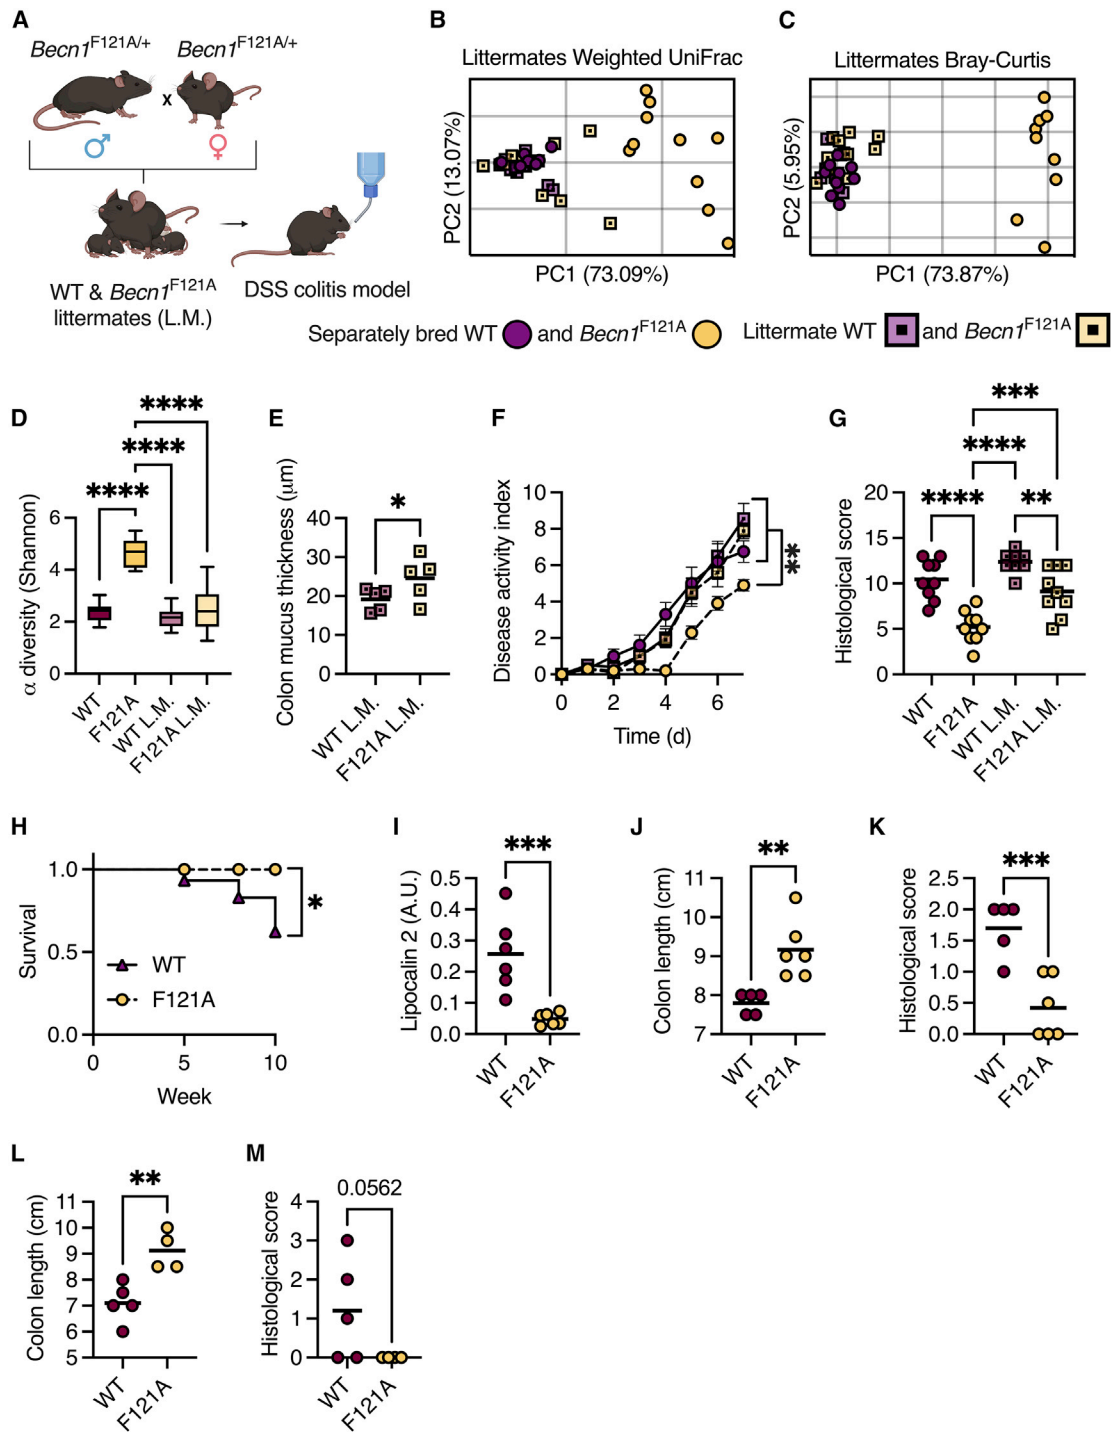 A
Becn1F121A/+ Becn1F121A/+
x
♂ ♀
WT & Becn1F121A
littermates (L.M.)
DSS colitis model
B
Littermates Weighted UniFrac
PC2 (13.07%)
PC1 (73.09%)
C
Littermates Bray-Curtis
PC2 (5.95%)
PC1 (73.87%)
Separately bred WT and Becn1F121A
Littermate WT and Becn1F121A
D
****
****
****
α diversity (Shannon)
6
4
2
0
WT
F121A
WT L.M.
F121A L.M.
E
*
Colon mucus thickness (μm)
40
30
20
10
0
WT L.M.
F121A L.M.
F
Disease activity index
10
8
6
4
2
0
0 2 4 6
Time (d)
**
G
***
****
**** **
Histological score
20
15
10
5
0
WT
F121A
WT L.M.
F121A L.M.
H
Survival
1.0
0.5
0.0
WT
F121A
*
0 5 10
Week
I
***
Lipocalin 2 (A.U.)
0.5
0.4
0.3
0.2
0.1
0.0
WT
F121A
J
**
Colon length (cm)
11
10
9
8
7
WT
F121A
K
***
Histological score
2.5
2.0
1.5
1.0
0.5
0.0
WT
F121A
L
**
Colon length (cm)
11
10
9
8
7
6
5
WT
F121A
M
0.0562
Histological score
4
3
2
1
0
WT
F121A